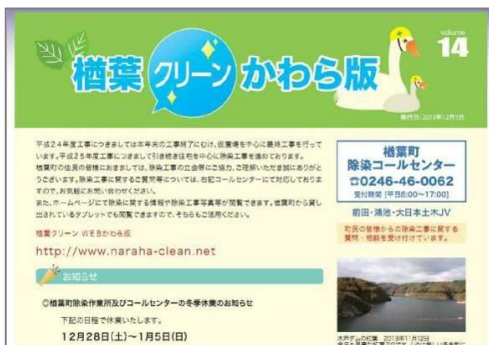 volume
14
楢葉クリーンかわら版
発行日:2013年12月5日
平成24年度工事につきましては本年末の工事終了にむけ、仮置場を中心に最終工事を行って
います。平成25年度工事につきまして引き続き住宅を中心に除染工事を進めております。
楢葉町の住民の皆様におきましては、除染工事の立会等にご協力、ご理解いただき誠にありがと
うございます。除染工事に関するご質問等については、右記コールセンターにて対応しておりま
すので、お気軽にお問い合わせください。
また、ホームページにて除染に関する情報や除染工事写真等が閲覧できます。楢葉町から貸し
出されているタブレットでも閲覧できますので、そちらもご活用ください。
楢葉クリーン WEBかわら版
http://www.naraha-clean.net
お知らせ
◎楢葉町除染作業所及びコールセンターの冬季休業のお知らせ
下記の日程で休業いたします。
12月28日(土)~1月5日(日)
楢葉町
除染コールセンター
☎0246-46-0062
受付時間 [平日8:00~17:00]
前田・鴻池・大日本土木JV
町民の皆様からの除染工事に関する
質問・相談を受け付けています。
木戸ダムの紅葉 2013年11月12日